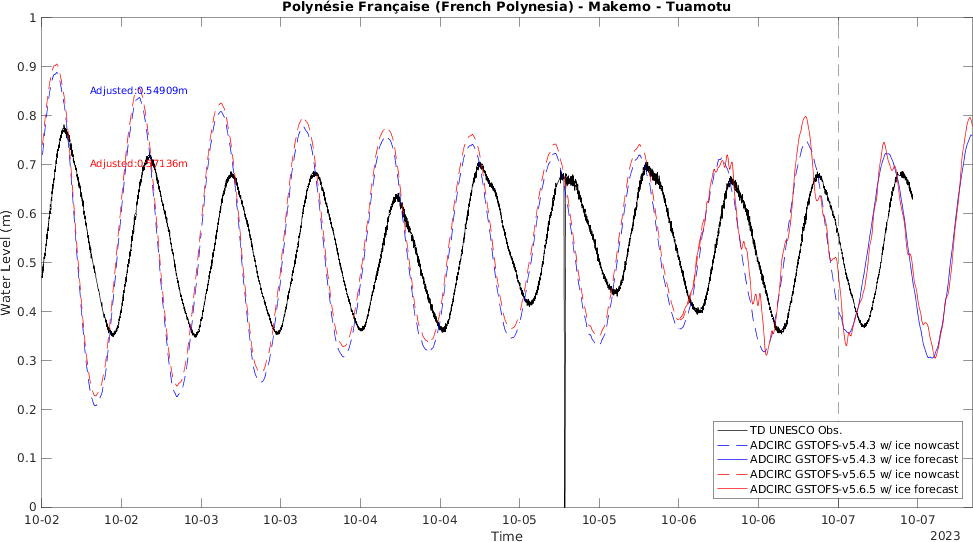 Polynésie Française (French Polynesia) - Makemo - Tuamotu
1
0.9
0.8
0.7
0.6
0.5
0.4
0.3
0.2
0.1
0
Water Level (m)
Adjusted:0.54909m
Adjusted:0.57136m
TD UNESCO Obs.
ADCIRC GSTOFS-v5.4.3 w/ ice nowcast
ADCIRC GSTOFS-v5.4.3 w/ ice forecast
ADCIRC GSTOFS-v5.6.5 w/ ice nowcast
ADCIRC GSTOFS-v5.6.5 w/ ice forecast
10-02 10-02 10-03 10-03 10-04 10-04 10-05 10-05 10-06 10-06 10-07 10-07
Time
2023